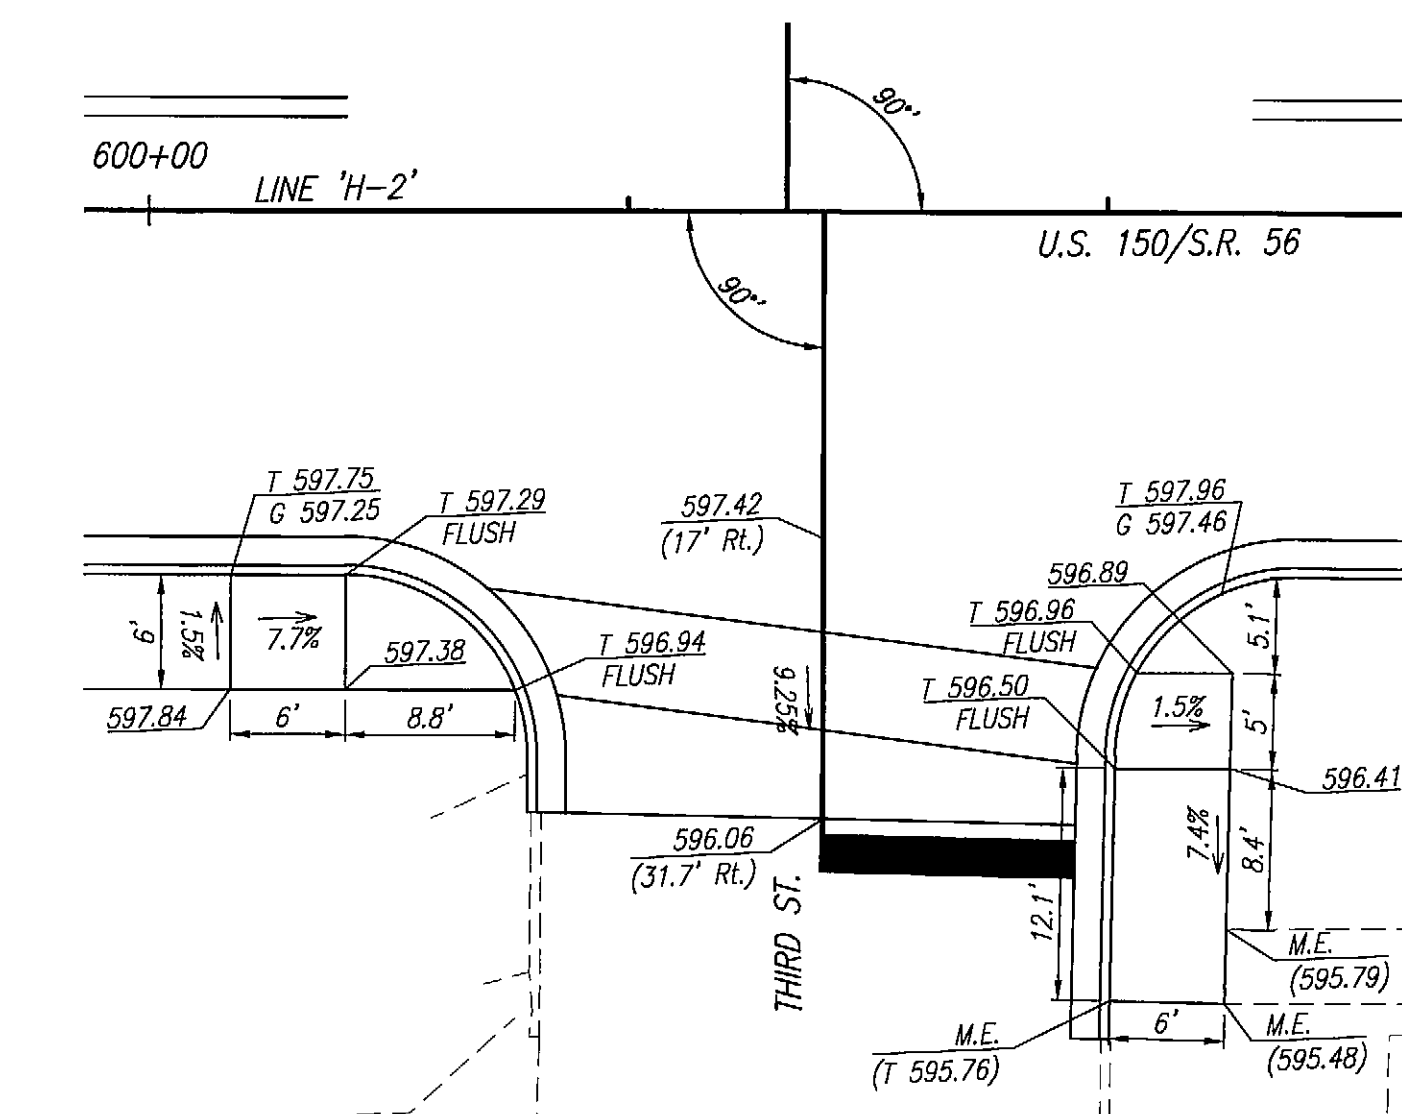 90°'
600+00
LINE 'H-2'
U.S. 150/S.R. 56
90°'
T 597.75
G 597.25
T 597.29
FLUSH
597.42
(17' Rt.)
T 597.96
G 597.46
596.89
T 596.96
FLUSH
5.1'
6'
1.5%
7.7%
597.38
T 596.94
FLUSH
9.25%
T 596.50
FLUSH
1.5%
5'
597.84
6'
8.8'
596.41
7.4%
8.4'
596.06
(31.7' Rt.)
THIRD ST.
12.1'
M.E.
(595.79)
6'
M.E.
(T 595.76)
M.E.
(595.48)